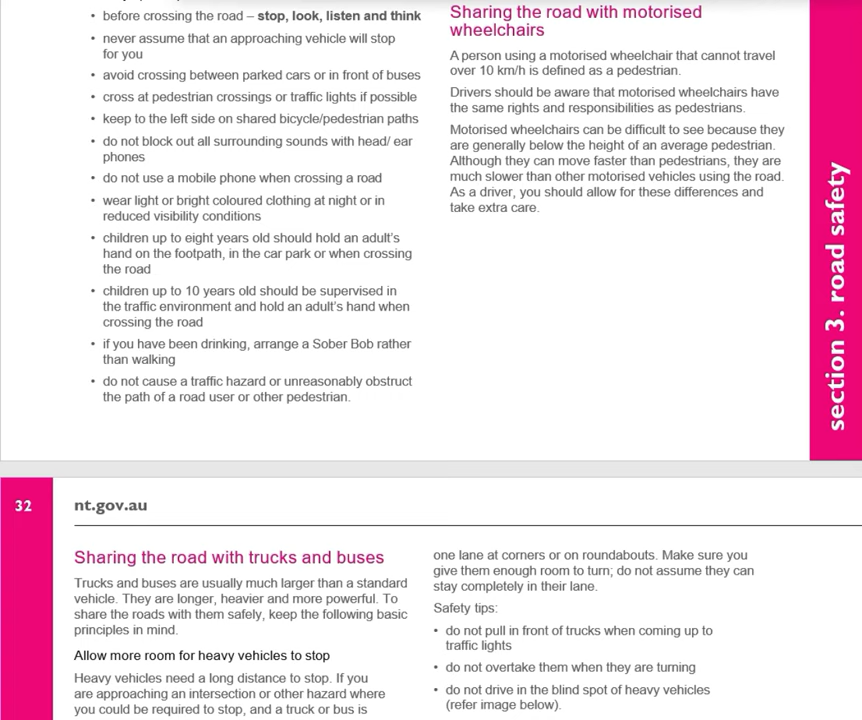 • before crossing the road – stop, look, listen and think
• never assume that an approaching vehicle will stop
for you
• avoid crossing between parked cars or in front of buses
• cross at pedestrian crossings or traffic lights if possible
• keep to the left side on shared bicycle/pedestrian paths
• do not block out all surrounding sounds with head/ ear
phones
• do not use a mobile phone when crossing a road
• wear light or bright coloured clothing at night or in
reduced visibility conditions
• children up to eight years old should hold an adult's
hand on the footpath, in the car park or when crossing
the road
• children up to 10 years old should be supervised in
the traffic environment and hold an adult's hand when
crossing the road
• if you have been drinking, arrange a Sober Bob rather
than walking
• do not cause a traffic hazard or unreasonably obstruct
the path of a road user or other pedestrian.
Sharing the road with motorised
wheelchairs
A person using a motorised wheelchair that cannot travel
over 10 km/h is defined as a pedestrian.
Drivers should be aware that motorised wheelchairs have
the same rights and responsibilities as pedestrians.
Motorised wheelchairs can be difficult to see because they
are generally below the height of an average pedestrian.
Although they can move faster than pedestrians, they are
much slower than other motorised vehicles using the road.
As a driver, you should allow for these differences and
take extra care.
section 3. road safety
32
nt.gov.au
Sharing the road with trucks and buses
Trucks and buses are usually much larger than a standard
vehicle. They are longer, heavier and more powerful. To
share the roads with them safely, keep the following basic
principles in mind.
Allow more room for heavy vehicles to stop
Heavy vehicles need a long distance to stop. If you
are approaching an intersection or other hazard where
you could be required to stop, and a truck or bus is
one lane at corners or on roundabouts. Make sure you
give them enough room to turn; do not assume they can
stay completely in their lane.
Safety tips:
• do not pull in front of trucks when coming up to
traffic lights
• do not overtake them when they are turning
• do not drive in the blind spot of heavy vehicles
(refer image below).